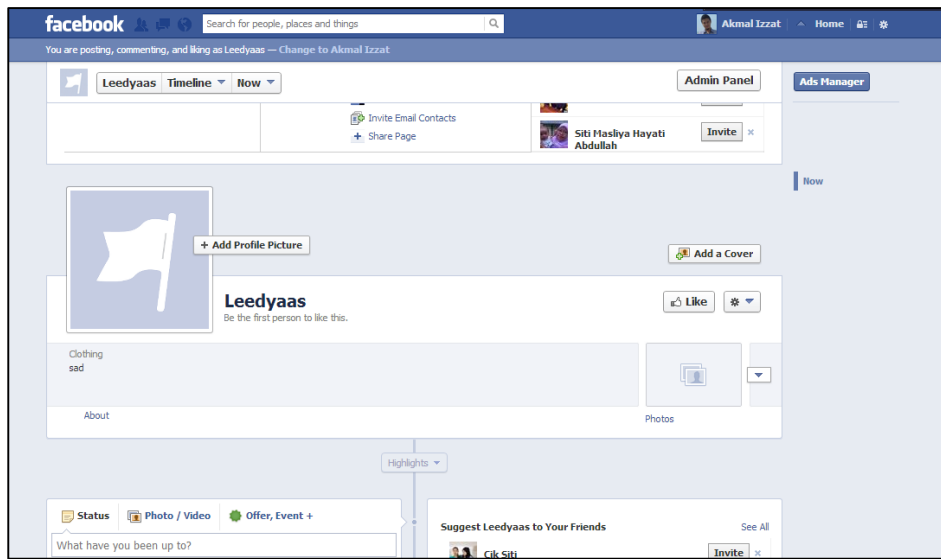 facebook
Search for people, places and things
Akmal Izzat
Home
You are posting, commenting, and liking as Leedyaas — Change to Akmal Izzat
Leedyaas
Timeline
Now
Admin Panel
Ads Manager
Invite Email Contacts
+ Share Page
Siti Masliya Hayati
Abdullah
Invite ×
Now
+ Add Profile Picture
Add a Cover
Leedyaas
Be the first person to like this.
Like
Clothing
sad
About
Photos
Highlights
Status
Photo / Video
Offer, Event +
What have you been up to?
Suggest Leedyaas to Your Friends
See All
Cik Siti
Invite ×